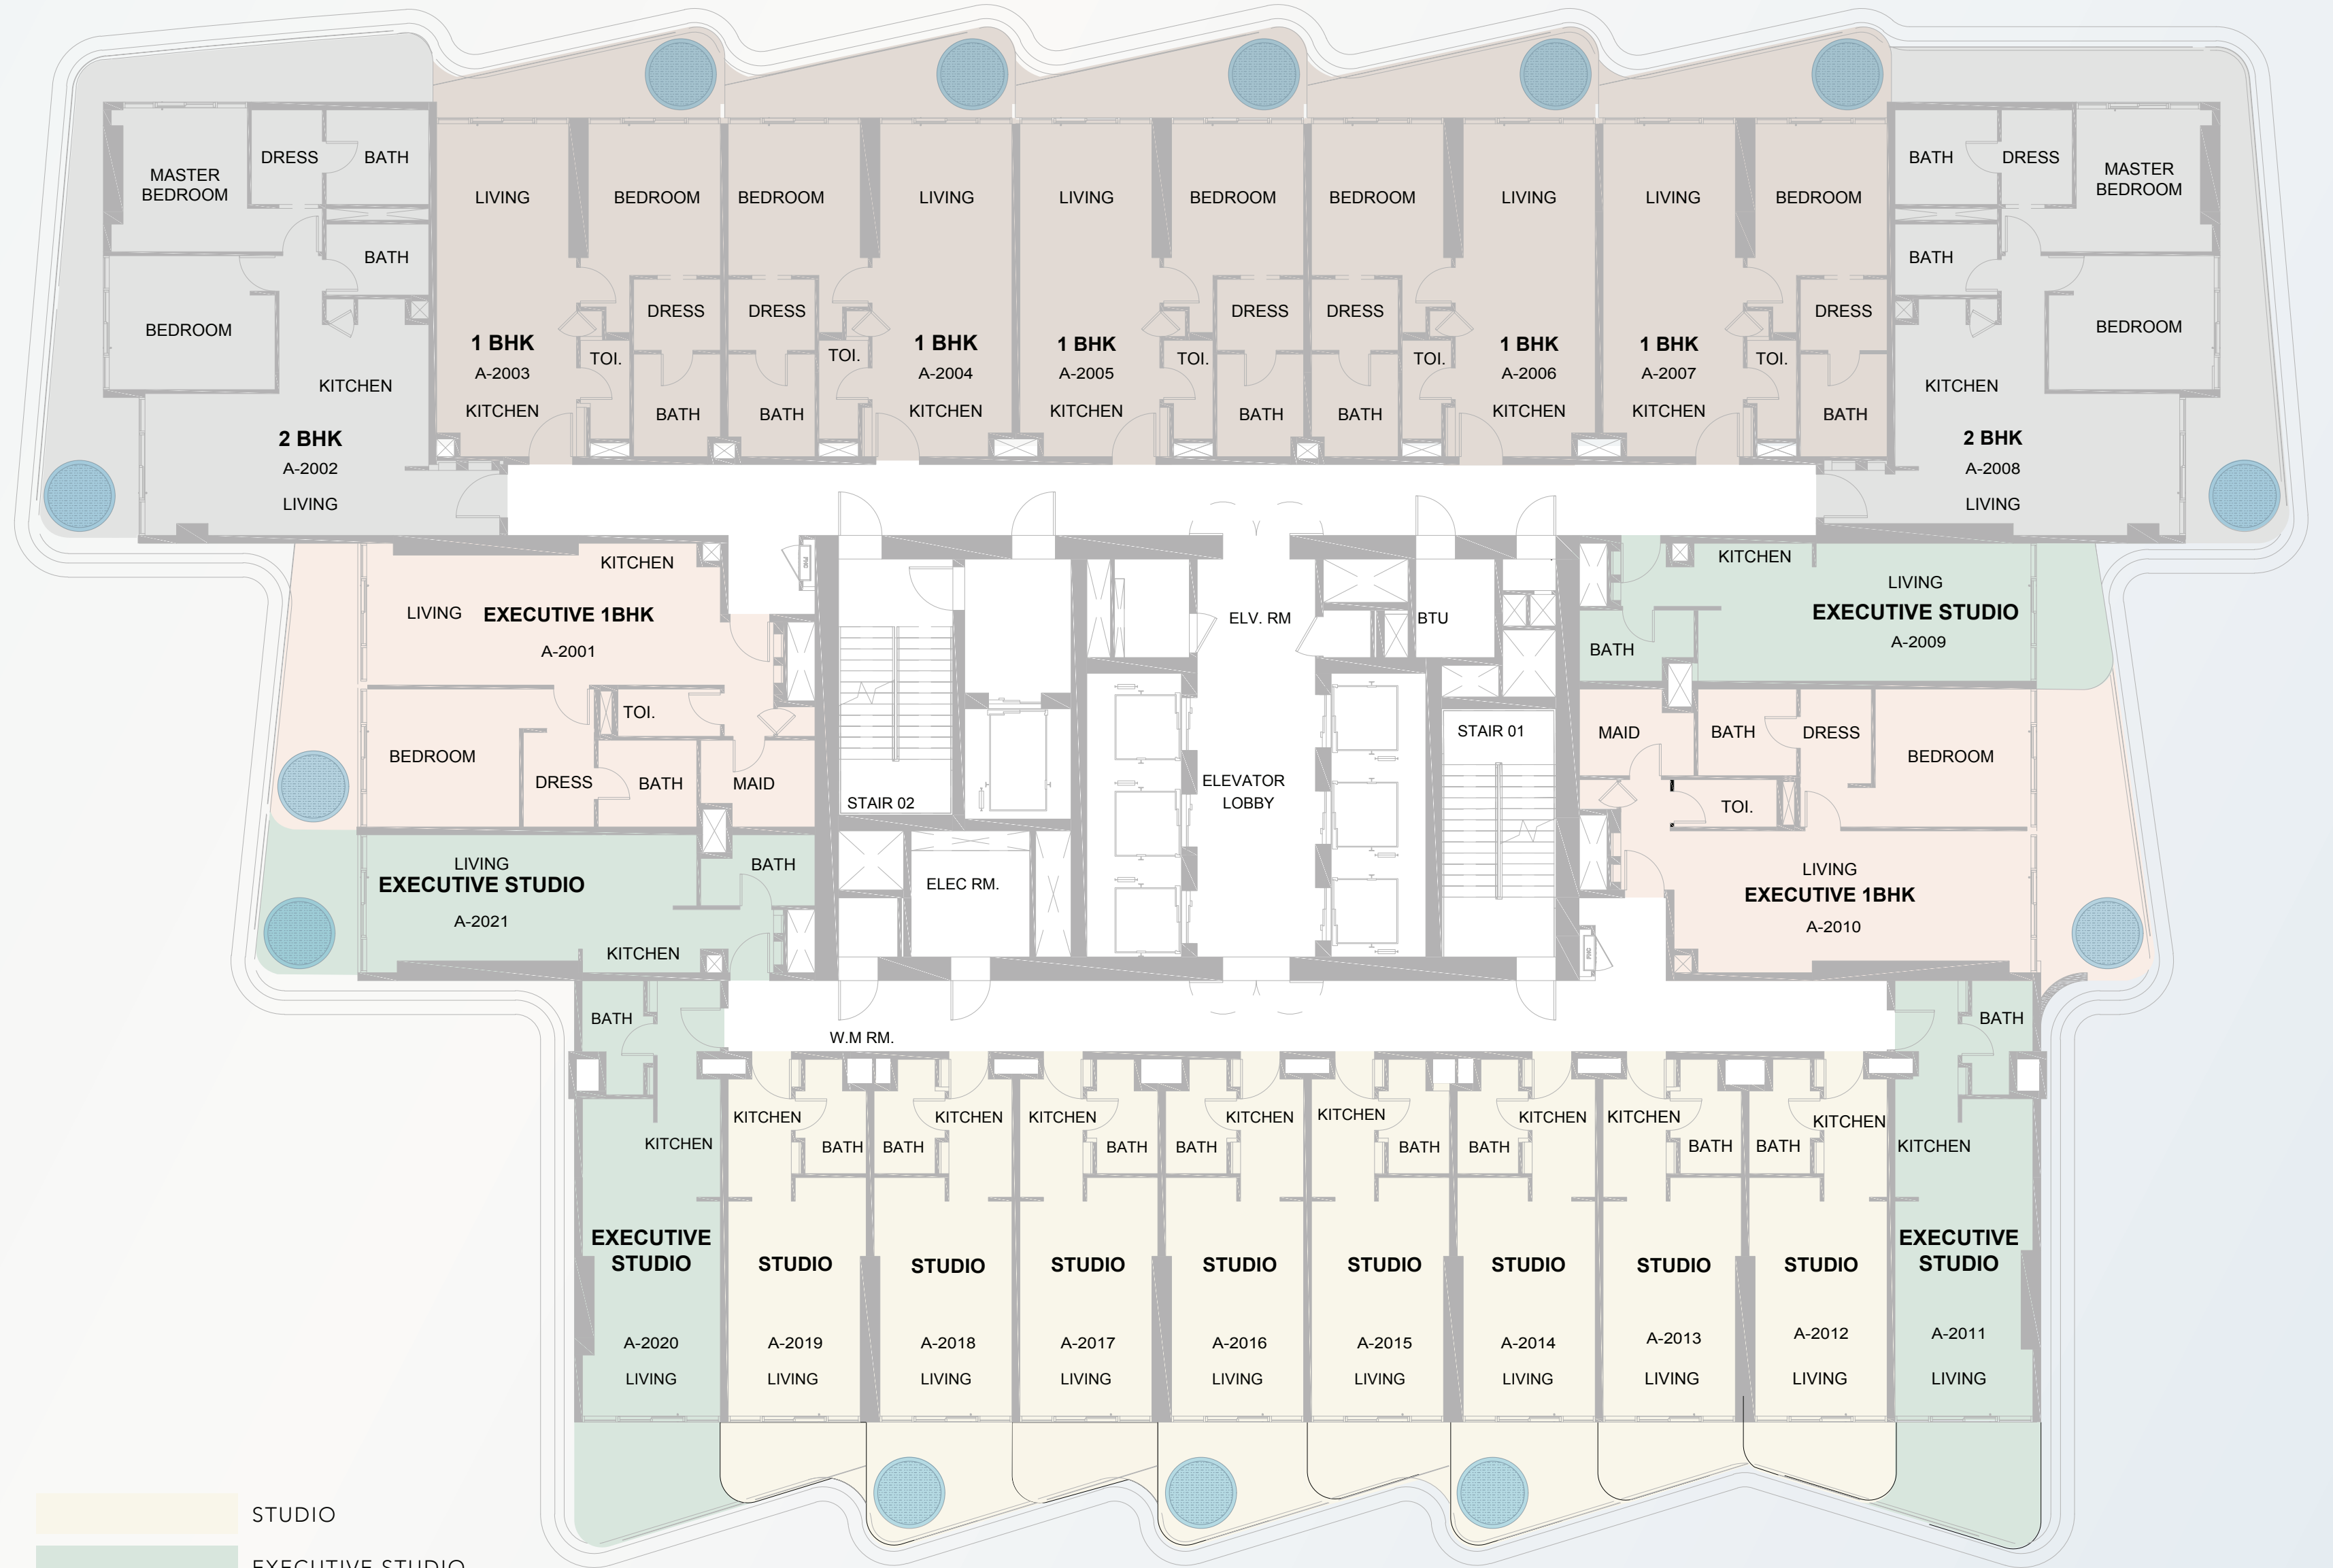 MASTER
BEDROOM
DRESS
BATH
BATH
BEDROOM
KITCHEN
2 BHK
A-2002
LIVING
LIVING
BEDROOM
DRESS
1 BHK
A-2003
TOI.
KITCHEN
BATH
BEDROOM
LIVING
DRESS
TOI.
1 BHK
A-2004
BATH
KITCHEN
LIVING
BEDROOM
DRESS
1 BHK
A-2005
TOI.
KITCHEN
BATH
BEDROOM
LIVING
DRESS
TOI.
1 BHK
A-2006
BATH
KITCHEN
LIVING
BEDROOM
DRESS
1 BHK
A-2007
TOI.
KITCHEN
BATH
BATH
DRESS
MASTER
BEDROOM
BATH
BEDROOM
KITCHEN
2 BHK
A-2008
LIVING
KITCHEN
LIVING
EXECUTIVE 1BHK
A-2001
TOI.
BEDROOM
DRESS
BATH
MAID
LIVING
EXECUTIVE STUDIO
A-2021
BATH
KITCHEN
STAIR 02
ELEC RM.
ELV. RM
BTU
ELEVATOR
LOBBY
STAIR 01
W.M RM.
KITCHEN
LIVING
EXECUTIVE STUDIO
A-2009
BATH
MAID
BATH
DRESS
BEDROOM
TOI.
LIVING
EXECUTIVE 1BHK
A-2010
BATH
KITCHEN
EXECUTIVE
STUDIO
A-2020
LIVING
KITCHEN
BATH
STUDIO
A-2019
LIVING
KITCHEN
BATH
STUDIO
A-2018
LIVING
KITCHEN
BATH
STUDIO
A-2017
LIVING
KITCHEN
BATH
STUDIO
A-2016
LIVING
KITCHEN
BATH
STUDIO
A-2015
LIVING
KITCHEN
BATH
STUDIO
A-2014
LIVING
KITCHEN
BATH
STUDIO
A-2013
LIVING
KITCHEN
BATH
STUDIO
A-2012
LIVING
BATH
KITCHEN
EXECUTIVE
STUDIO
A-2011
LIVING
STUDIO
EXECUTIVE STUDIO